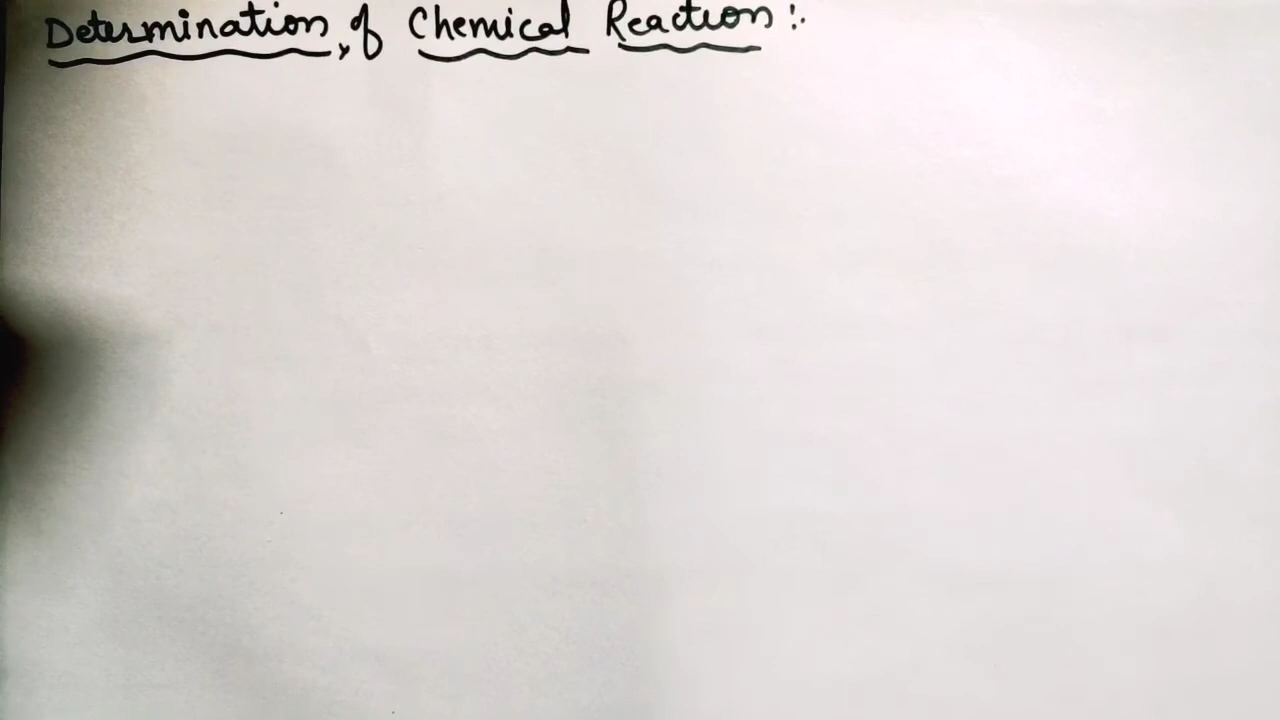 Determination of Chemical Reaction :-